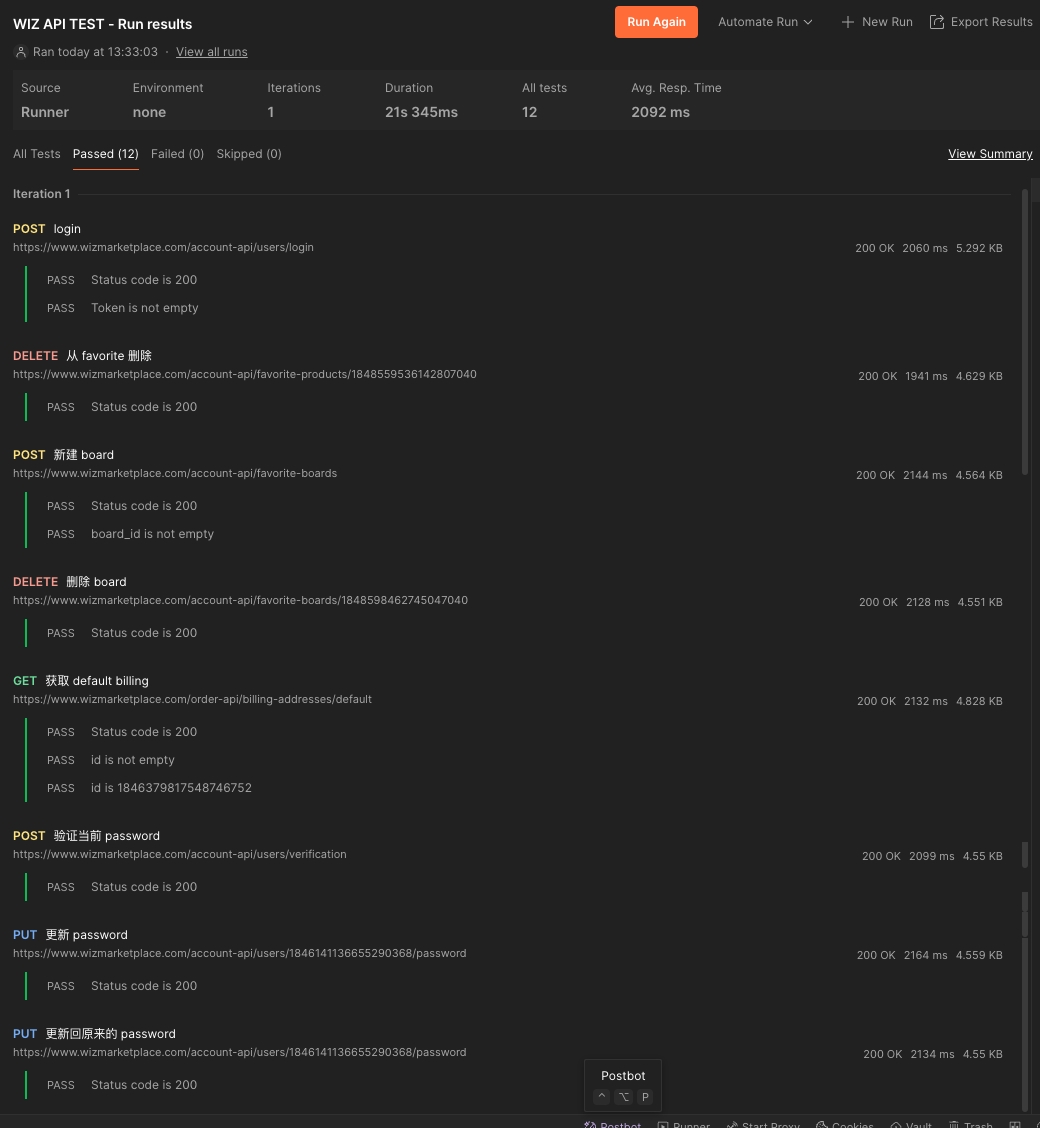 WIZ API TEST - Run results
Run Again
Automate Run
New Run
Export Results
Ran today at 13:33:03 · View all runs
Source Environment Iterations Duration All tests Avg. Resp. Time
Runner none 1 21s 345ms 12 2092 ms
All Tests Passed (12) Failed (0) Skipped (0) View Summary
Iteration 1
POST login
https://www.wizmarketplace.com/account-api/users/login
200 OK 2060 ms 5.292 KB
PASS Status code is 200
PASS Token is not empty
DELETE 从 favorite 删除
https://www.wizmarketplace.com/account-api/favorite-products/1848559536142807040
200 OK 1941 ms 4.629 KB
PASS Status code is 200
POST 新建 board
https://www.wizmarketplace.com/account-api/favorite-boards
200 OK 2144 ms 4.564 KB
PASS Status code is 200
PASS board_id is not empty
DELETE 删除 board
https://www.wizmarketplace.com/account-api/favorite-boards/1848598462745047040
200 OK 2128 ms 4.551 KB
PASS Status code is 200
GET 获取 default billing
https://www.wizmarketplace.com/order-api/billing-addresses/default
200 OK 2132 ms 4.828 KB
PASS Status code is 200
PASS id is not empty
PASS id is 1846379817548746752
POST 验证当前 password
https://www.wizmarketplace.com/account-api/users/verification
200 OK 2099 ms 4.55 KB
PASS Status code is 200
PUT 更新 password
https://www.wizmarketplace.com/account-api/users/1846141136655290368/password
200 OK 2164 ms 4.559 KB
PASS Status code is 200
PUT 更新回原来的 password
https://www.wizmarketplace.com/account-api/users/1846141136655290368/password
200 OK 2134 ms 4.55 KB
PASS Status code is 200
Postbot
^ ⌥ P
Postbot Runner Start Proxy Cookies Vault Trash